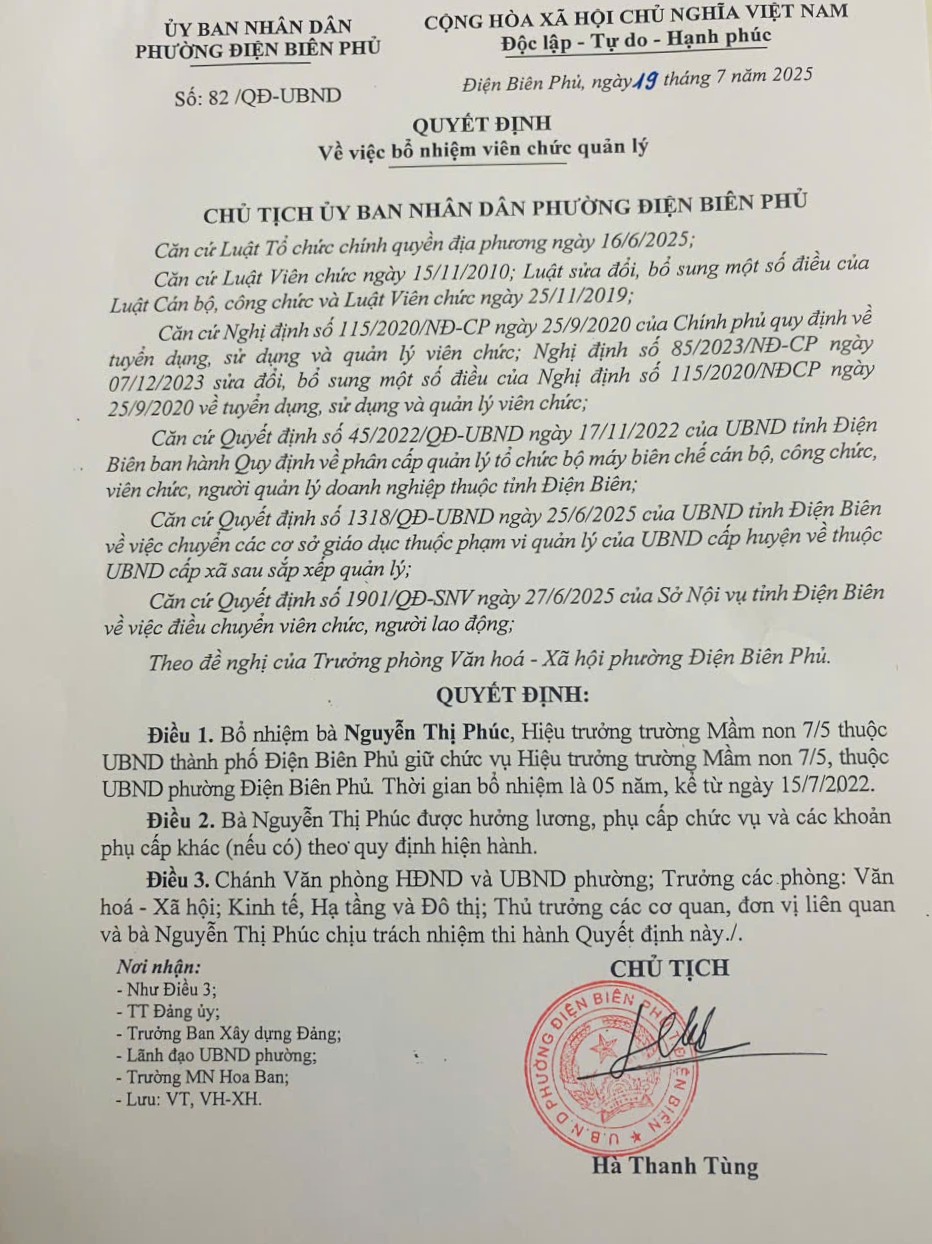 ỦY BAN NHÂN DÂN
PHƯỜNG ĐIỆN BIÊN PHỦ
CỘNG HÒA XÃ HỘI CHỦ NGHĨA VIỆT NAM
Độc lập - Tự do - Hạnh phúc
Số: 82 /QĐ-UBND
Điện Biên Phủ, ngày 19 tháng 7 năm 2025
QUYẾT ĐỊNH
Về việc bổ nhiệm viên chức quản lý
CHỦ TỊCH ỦY BAN NHÂN DÂN PHƯỜNG ĐIỆN BIÊN PHỦ
Căn cứ Luật Tổ chức chính quyền địa phương ngày 16/6/2025;
Căn cứ Luật Viên chức ngày 15/11/2010; Luật sửa đổi, bổ sung một số điều của
Luật Cán bộ, công chức và Luật Viên chức ngày 25/11/2019;
Căn cứ Nghị định số 115/2020/NĐ-CP ngày 25/9/2020 của Chính phủ quy định về
tuyển dụng, sử dụng và quản lý viên chức; Nghị định số 85/2023/NĐ-CP ngày
07/12/2023 sửa đổi, bổ sung một số điều của Nghị định số 115/2020/NĐCP ngày
25/9/2020 về tuyển dụng, sử dụng và quản lý viên chức;
Căn cứ Quyết định số 45/2022/QĐ-UBND ngày 17/11/2022 của UBND tỉnh Điện
Biên ban hành Quy định về phân cấp quản lý tổ chức bộ máy biên chế cán bộ, công chức,
viên chức, người quản lý doanh nghiệp thuộc tỉnh Điện Biên;
Căn cứ Quyết định số 1318/QĐ-UBND ngày 25/6/2025 của UBND tỉnh Điện Biên
về việc chuyển các cơ sở giáo dục thuộc phạm vi quản lý của UBND cấp huyện về thuộc
UBND cấp xã sau sắp xếp quản lý;
Căn cứ Quyết định số 1901/QĐ-SNV ngày 27/6/2025 của Sở Nội vụ tỉnh Điện Biên
về việc điều chuyển viên chức, người lao động;
Theo đề nghị của Trưởng phòng Văn hoá - Xã hội phường Điện Biên Phủ.
QUYẾT ĐỊNH:
Điều 1. Bổ nhiệm bà Nguyễn Thị Phúc, Hiệu trưởng trường Mầm non 7/5 thuộc
UBND thành phố Điện Biên Phủ giữ chức vụ Hiệu trưởng trường Mầm non 7/5, thuộc
UBND phường Điện Biên Phủ. Thời gian bổ nhiệm là 05 năm, kể từ ngày 15/7/2022.
Điều 2. Bà Nguyễn Thị Phúc được hưởng lương, phụ cấp chức vụ và các khoản
phụ cấp khác (nếu có) theo quy định hiện hành.
Điều 3. Chánh Văn phòng HĐND và UBND phường; Trưởng các phòng: Văn
hoá - Xã hội; Kinh tế, Hạ tầng và Đô thị; Thủ trưởng các cơ quan, đơn vị liên quan
và bà Nguyễn Thị Phúc chịu trách nhiệm thi hành Quyết định này./.
Nơi nhận:
- Như Điều 3;
- TT Đảng ủy;
- Trưởng Ban Xây dựng Đảng;
- Lãnh đạo UBND phường;
- Trường MN Hoa Ban;
- Lưu: VT, VH-XH.
CHỦ TỊCH
U.B.N.D PHƯỜNG ĐIỆN BIÊN PHỦ T. ĐIỆN BIÊN
Hà Thanh Tùng